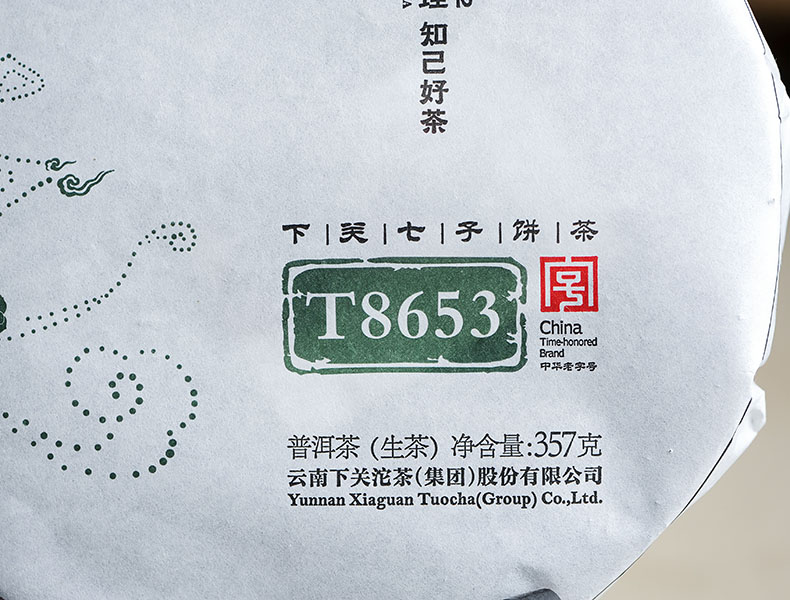 知己好茶
下|关|七|子|饼|茶
T8653
China
Time-honored
Brand
中华老字号
普洱茶（生茶）净含量:357克
云南下关沱茶(集团)股份有限公司
Yunnan Xiaguan Tuocha(Group) Co.,Ltd.